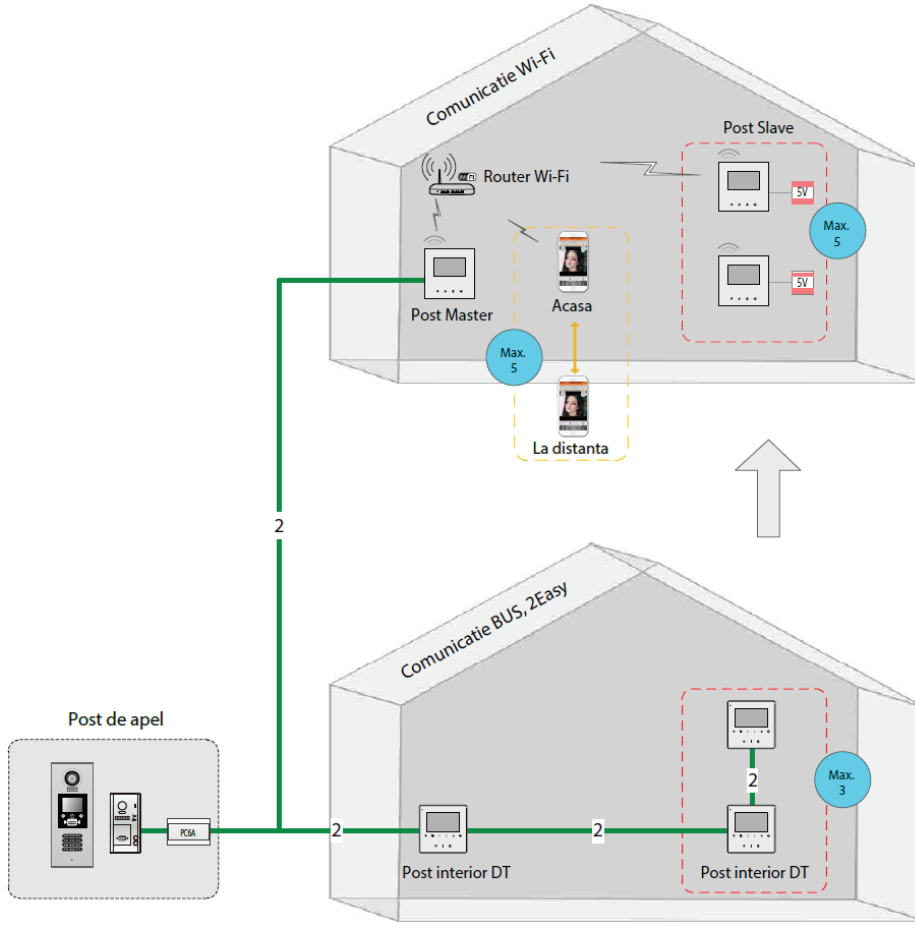 Comunicatie Wi-Fi
Post Slave
WiFi
Router Wi-Fi
5V
Max.
5
5V
Acasa
Post Master
Max.
5
La distanta
2
Comunicatie BUS, 2Easy
Post de apel
2
Max.
3
PC6A
2
2
Post interior DT
Post interior DT